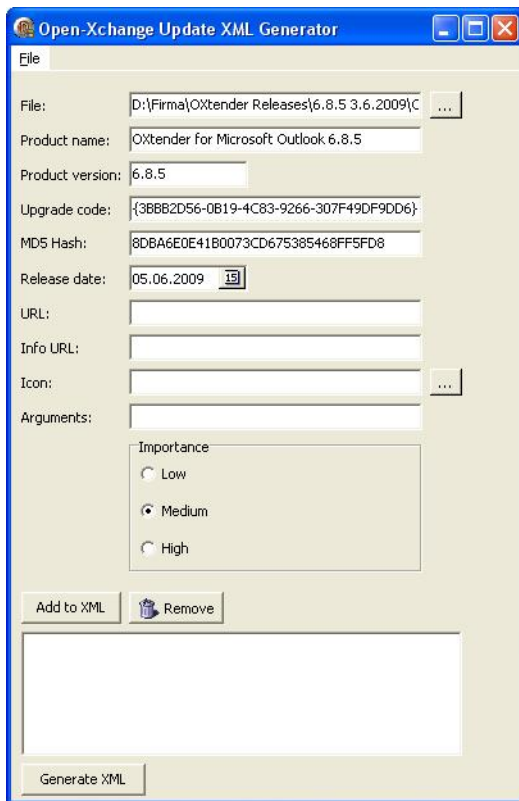 Open-Xchange Update XML Generator
File
File: D:\Firma\OXtender Releases\6.8.5 3.6.2009\C ...
Product name: OXtender for Microsoft Outlook 6.8.5
Product version: 6.8.5
Upgrade code: {3BBB2D56-0B19-4C83-9266-307F49DF9DD6}
MD5 Hash: 8DBA6E0E41B0073CD675385468FF5FD8
Release date: 05.06.2009 15
URL:
Info URL:
Icon: ...
Arguments:
Importance
Low
Medium
High
Add to XML Remove
Generate XML